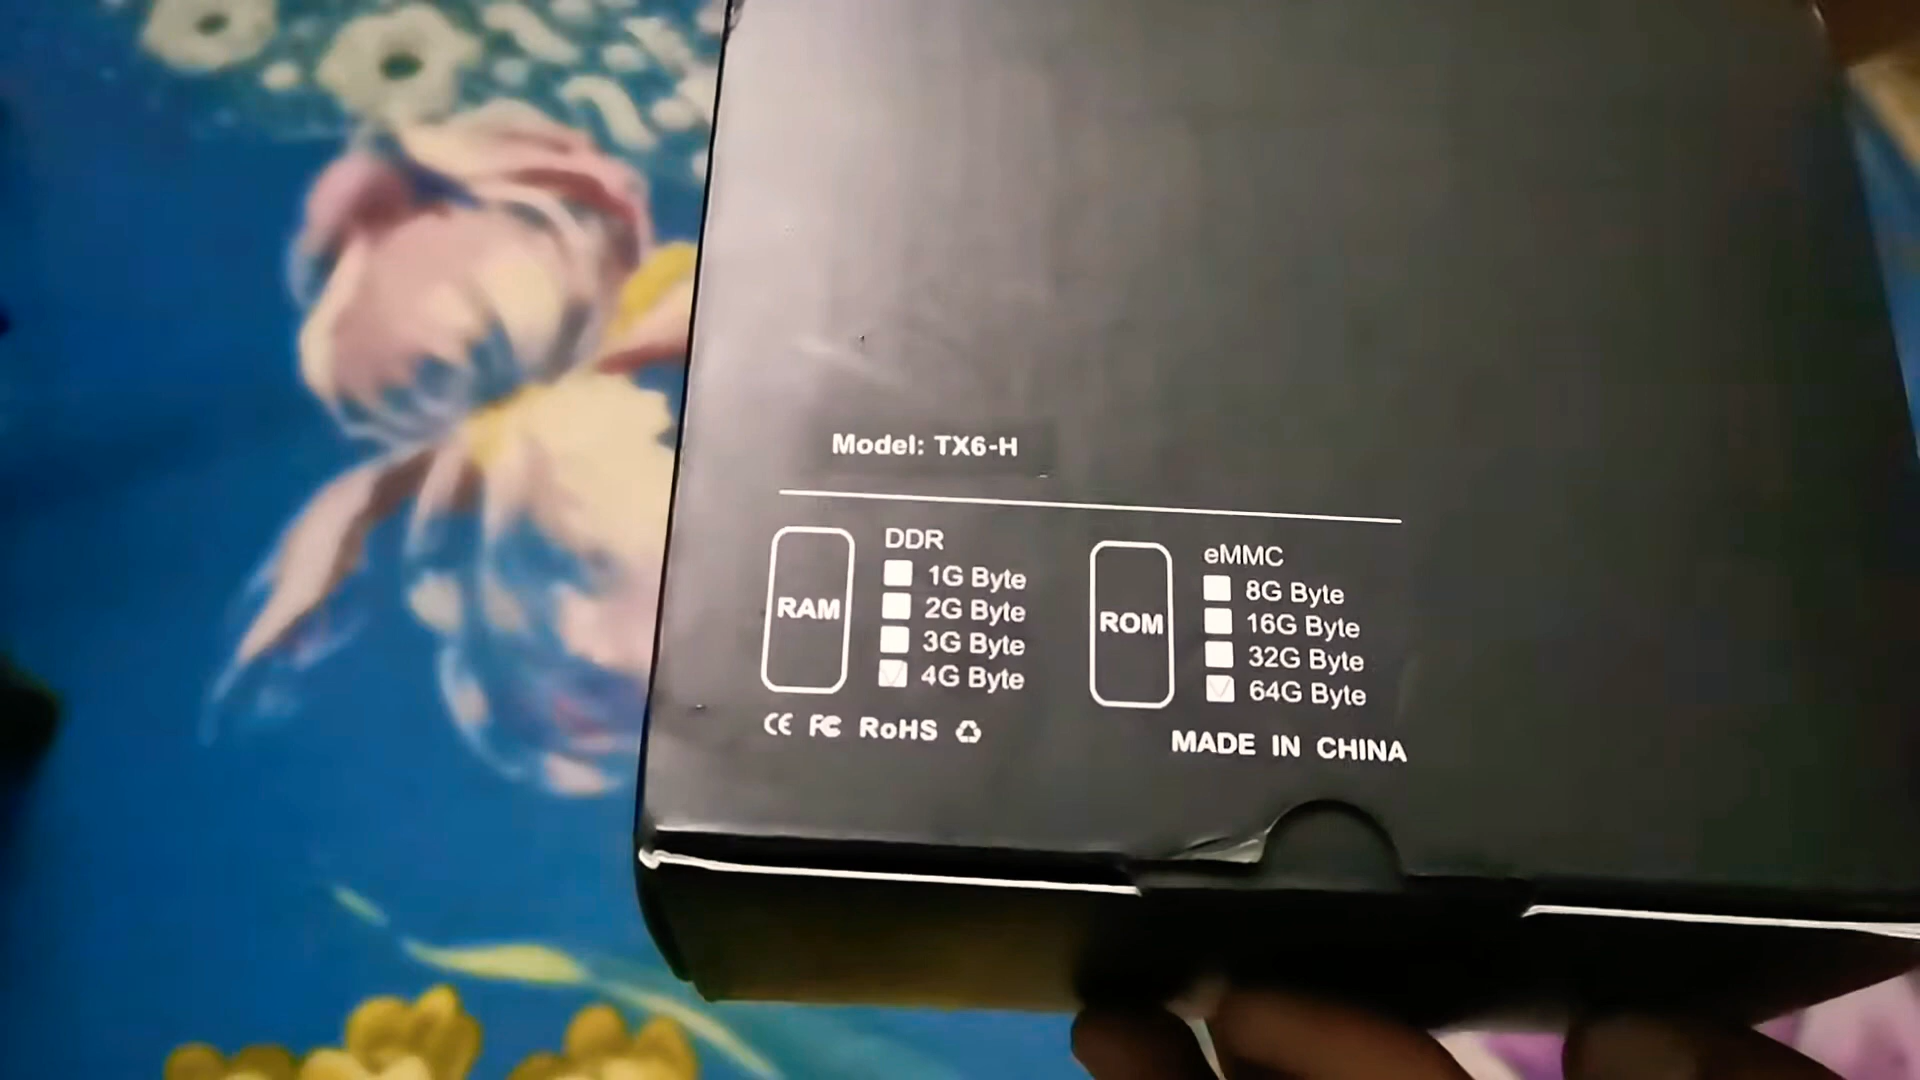 Model: TX6-H
RAM
DDR
1G Byte
2G Byte
3G Byte
4G Byte
ROM
eMMC
8G Byte
16G Byte
32G Byte
64G Byte
CE FC RoHS
MADE IN CHINA